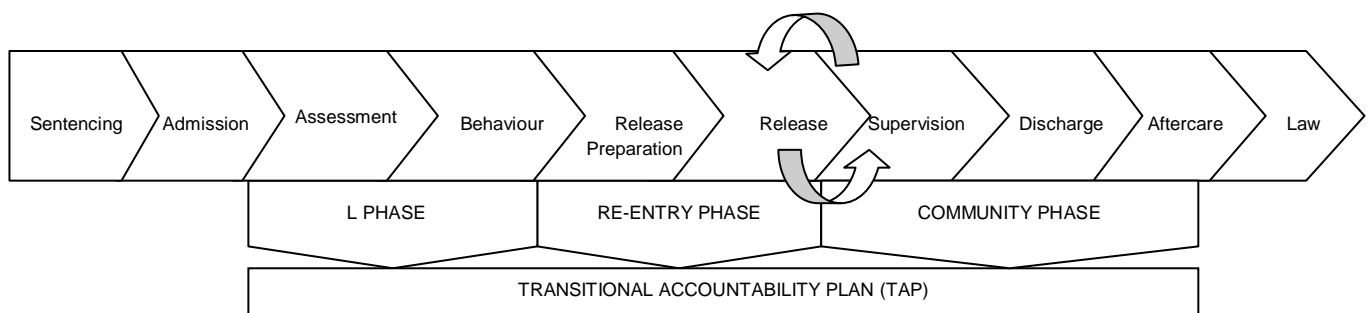 Sentencing
Admission
Assessment
Behaviour
Release
Preparation
Release
Supervision
Discharge
Aftercare
Law
L PHASE
RE-ENTRY PHASE
COMMUNITY PHASE
TRANSITIONAL ACCOUNTABILITY PLAN (TAP)